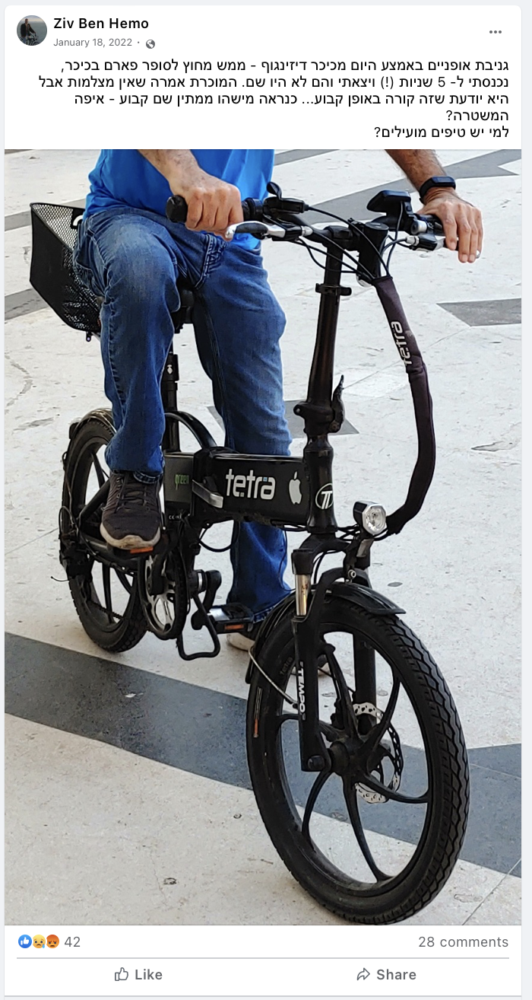 Ziv Ben Hemo
January 18, 2022 ·
גניבת אופניים באמצע היום מכיכר דיזינגוף - ממש מחוץ לסופר פארם בכיכר,
נכנסתי ל- 5 שניות (!) ויצאתי והם לא היו שם. המוכרת אמרה שאין מצלמות אבל
היא יודעת שזה קורה באופן קבוע... כנראה מישהו ממתין שם קבוע - איפה
המשטרה?
למי יש טיפים מועילים?
tetra
green
tetra
TEMPO
42
28 comments
Like
Share